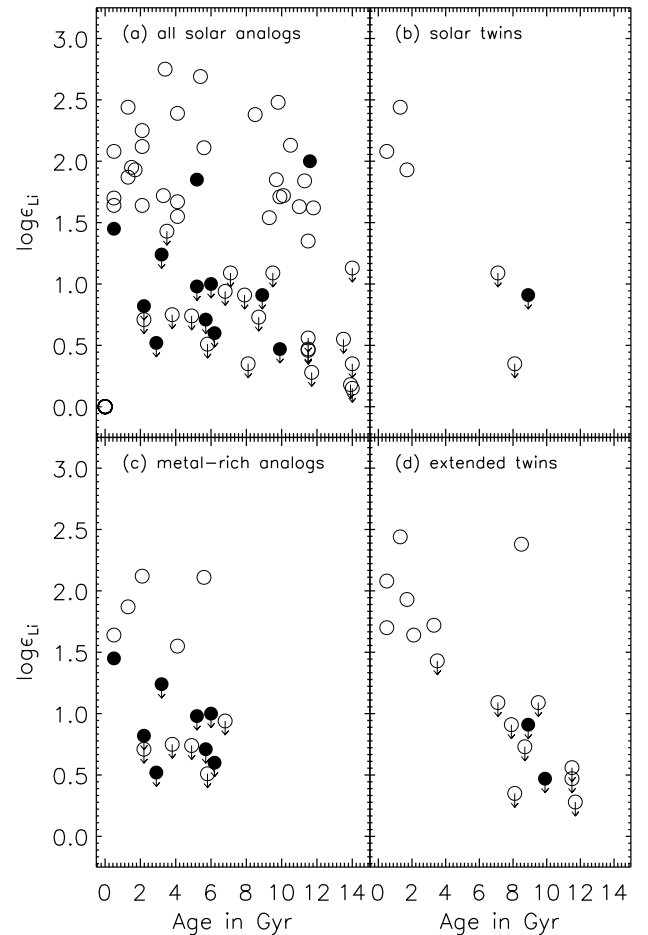 (a) all solar analogs
(b) solar twins
3.0
2.5
2.0
1.5
1.0
0.5
0.0
logεLi
(c) metal-rich analogs
(d) extended twins
3.0
2.5
2.0
1.5
1.0
0.5
0.0
logεLi
0 2 4 6 8 10 12 14
0 2 4 6 8 10 12 14
Age in Gyr
Age in Gyr